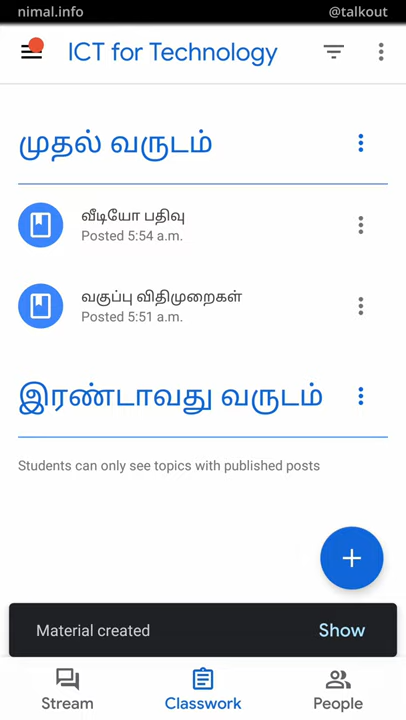 nimal.info @talkout
ICT for Technology
முதல் வருடம்
வீடியோ பதிவு
Posted 5:54 a.m.
வகுப்பு விதிமுறைகள்
Posted 5:51 a.m.
இரண்டாவது வருடம்
Students can only see topics with published posts
Material created Show
Stream Classwork People